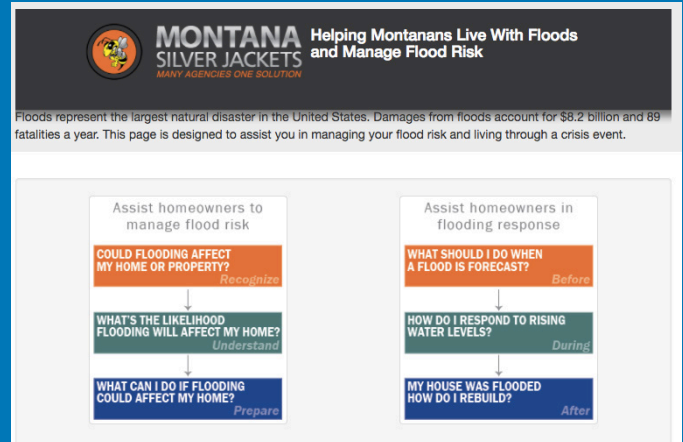 MONTANA
SILVER JACKETS
MANY AGENCIES ONE SOLUTION
Helping Montanans Live With Floods
and Manage Flood Risk
Floods represent the largest natural disaster in the United States. Damages from floods account for $8.2 billion and 89
fatalities a year. This page is designed to assist you in managing your flood risk and living through a crisis event.
Assist homeowners to
manage flood risk
COULD FLOODING AFFECT
MY HOME OR PROPERTY?
Recognize
WHAT'S THE LIKELIHOOD
FLOODING WILL AFFECT MY HOME?
Understand
WHAT CAN I DO IF FLOODING
COULD AFFECT MY HOME?
Prepare
Assist homeowners in
flooding response
WHAT SHOULD I DO WHEN
A FLOOD IS FORECAST?
Before
HOW DO I RESPOND TO RISING
WATER LEVELS?
During
MY HOUSE WAS FLOODED
HOW DO I REBUILD?
After